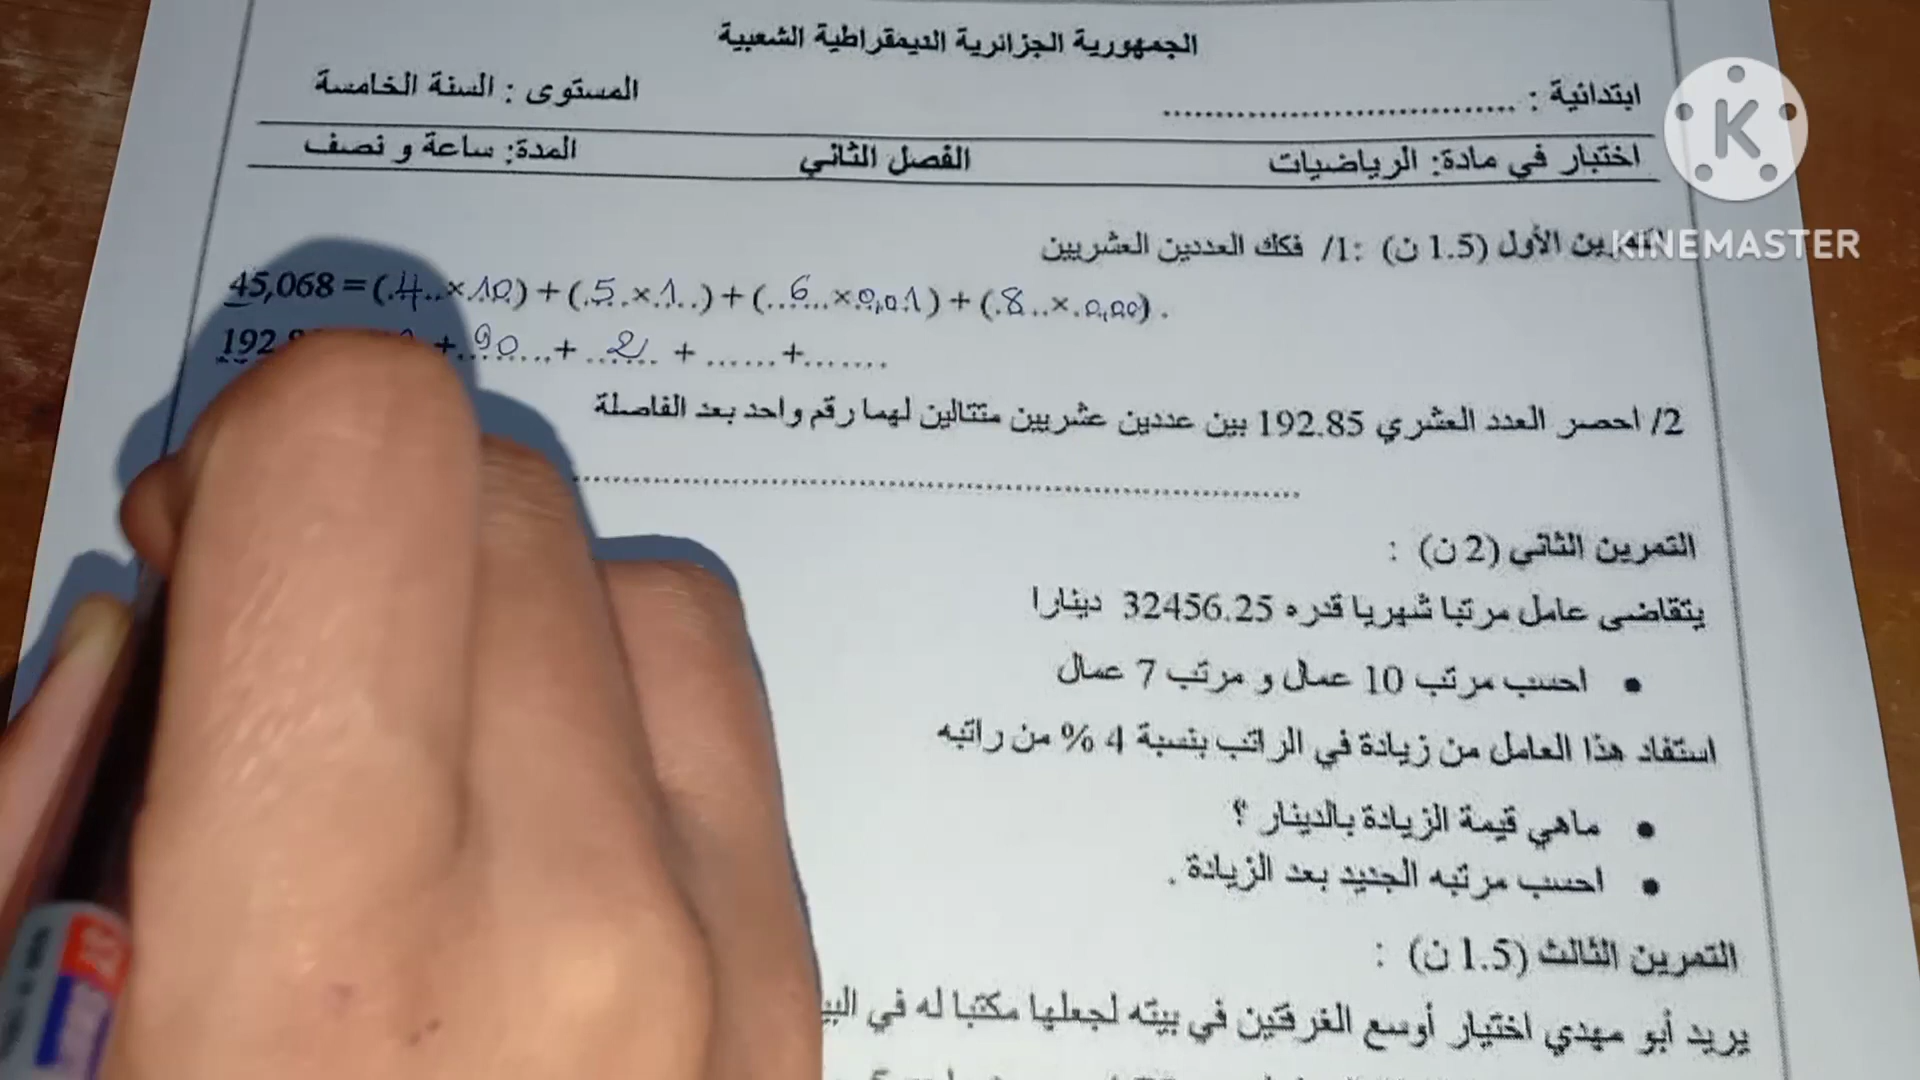 الجمهورية الجزائرية الديمقراطية الشعبية
ابتدائية : ................................ المستوى : السنة الخامسة
اختبار في مادة: الرياضيات الفصل الثاني المدة: ساعة و نصف
K
KINEMASTER
الأول (1.5 ن) :1/ فكك العددين العشريين
45,068 = (.4..×.10.) + (.5..×.1..) + (...6...×0,01) + (.8..×.0,00) .
192 + 90 + 2 + ...... + .......
2/ احصر العدد العشري 192.85 بين عددين عشريين متتالين لهما رقم واحد بعد الفاصلة
التمرين الثاني (2 ن) :
يتقاضى عامل مرتبا شهريا قدره 32456.25 دينارا
• احسب مرتب 10 عمال و مرتب 7 عمال
استفاد هذا العامل من زيادة في الراتب بنسبة 4 % من راتبه
• ماهي قيمة الزيادة بالدينار ؟
• احسب مرتبه الجديد بعد الزيادة .
التمرين الثالث (1.5 ن) :
يريد أبو مهدي اختيار أوسع الغرفتين في بيته لجعلها مكتبا له في